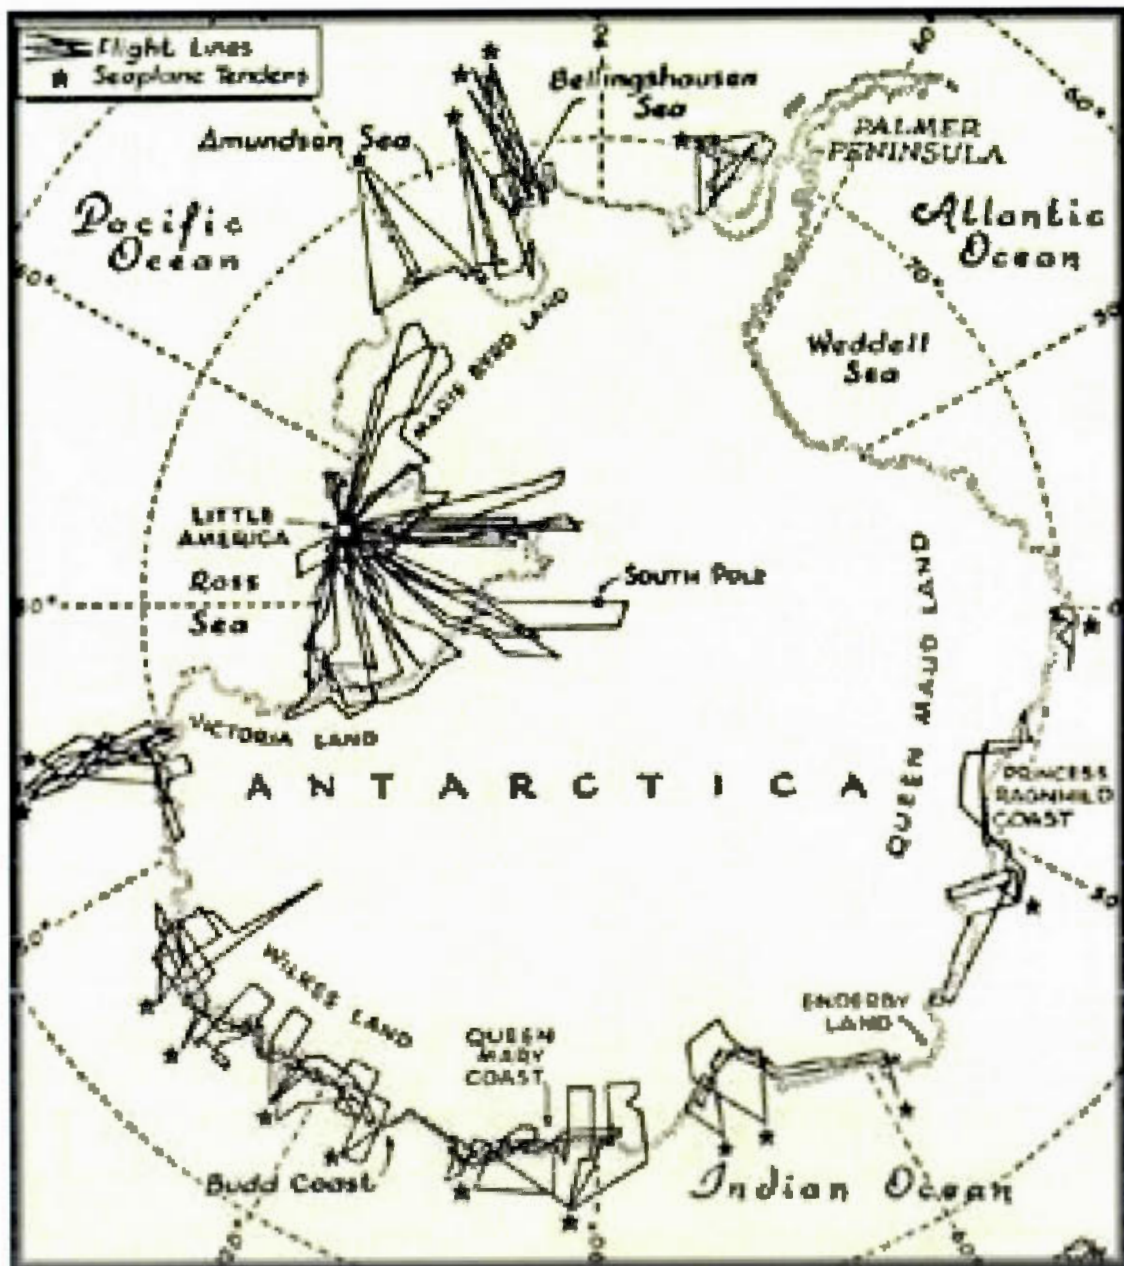 Flight Lines
★ Seaplane Tenders
Bellingshausen
Sea
Amundsen Sea
PALMER
PENINSULA
Pacific
Ocean
Atlantic
Ocean
70°
60°
Weddell
Sea
MARIE BYRD LAND
LITTLE
AMERICA
Ross
Sea
SOUTH POLE
QUEEN MAUD LAND
VICTORIA LAND
ANTARCTICA
PRINCESS
RAGNHILD
COAST
WILKES LAND
QUEEN
MARY
COAST
ENDERBY
LAND
Budd Coast
Indian Ocean